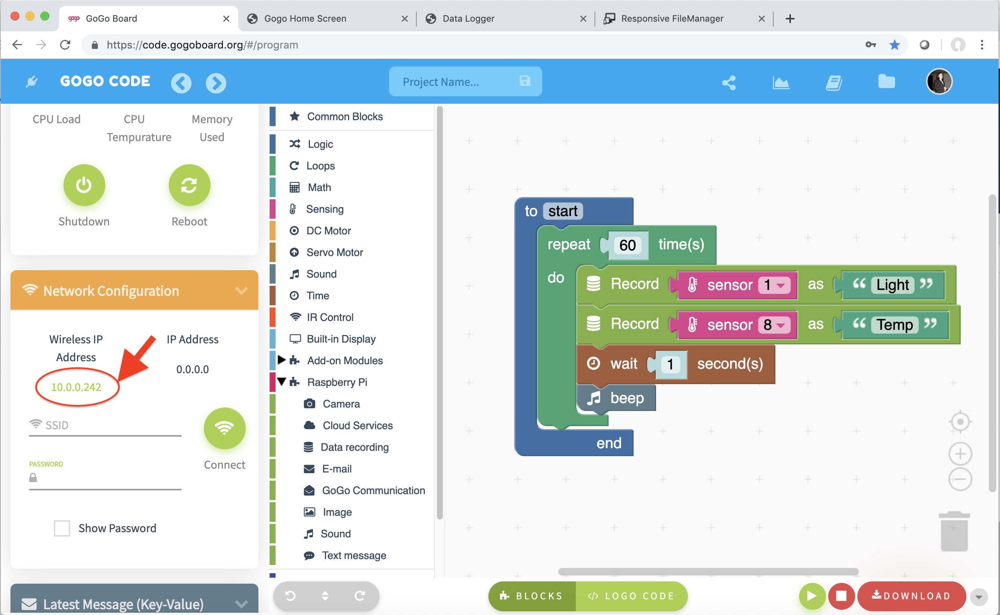 GoGo Board
Gogo Home Screen
Data Logger
Responsive FileManager
https://code.gogoboard.org/#/program
GOGO CODE
Project Name...
CPU Load
CPU
Tempurature
Memory
Used
Shutdown
Reboot
Network Configuration
Wireless IP
Address
10.0.0.242
IP Address
0.0.0.0
SSID
Connect
PASSWORD
Show Password
Latest Message (Key-Value)
Common Blocks
Logic
Loops
Math
Sensing
DC Motor
Servo Motor
Sound
Time
IR Control
Built-in Display
Add-on Modules
Raspberry Pi
Camera
Cloud Services
Data recording
E-mail
GoGo Communication
Image
Sound
Text message
to start
repeat 60 time(s)
do Record sensor 1 as “ Light ”
Record sensor 8 as “ Temp ”
wait 1 second(s)
beep
end
BLOCKS
</> LOGO CODE
DOWNLOAD